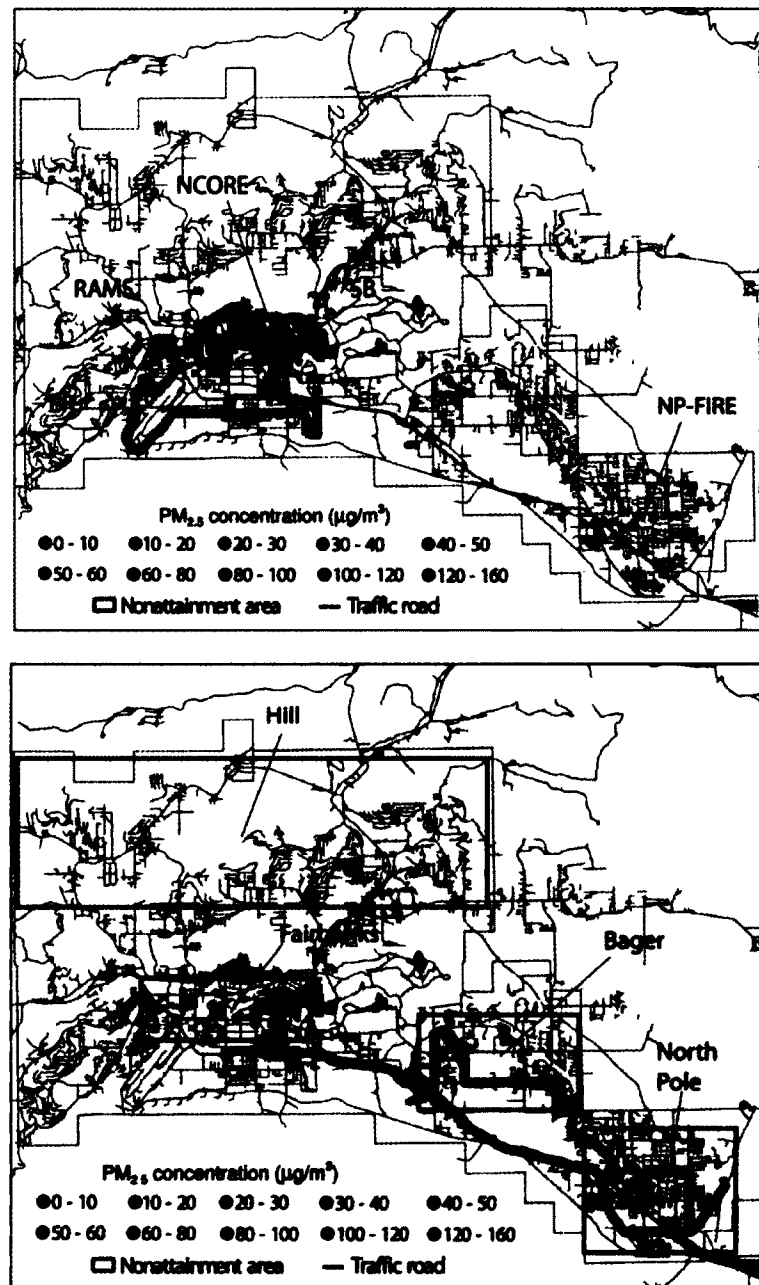 NCORE
RAMS
SB
NP-FIRE
PM2.5 concentration (μg/m³)
●0 - 10 ●10 - 20 ●20 - 30 ●30 - 40 ●40 - 50
●50 - 60 ●60 - 80 ●80 - 100 ●100 - 120 ●120 - 160
Nonattainment area — Traffic road
Hill
Fairbanks
Bager
North
Pole
PM2.5 concentration (μg/m³)
●0 - 10 ●10 - 20 ●20 - 30 ●30 - 40 ●40 - 50
●50 - 60 ●60 - 80 ●80 - 100 ●100 - 120 ●120 - 160
Nonattainment area — Traffic road